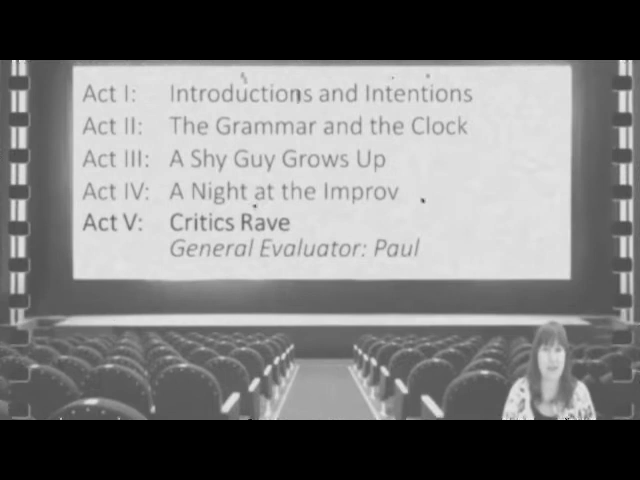 Act I: Introductions and Intentions
Act II: The Grammar and the Clock
Act III: A Shy Guy Grows Up
Act IV: A Night at the Improv
Act V: Critics Rave
General Evaluator: Paul